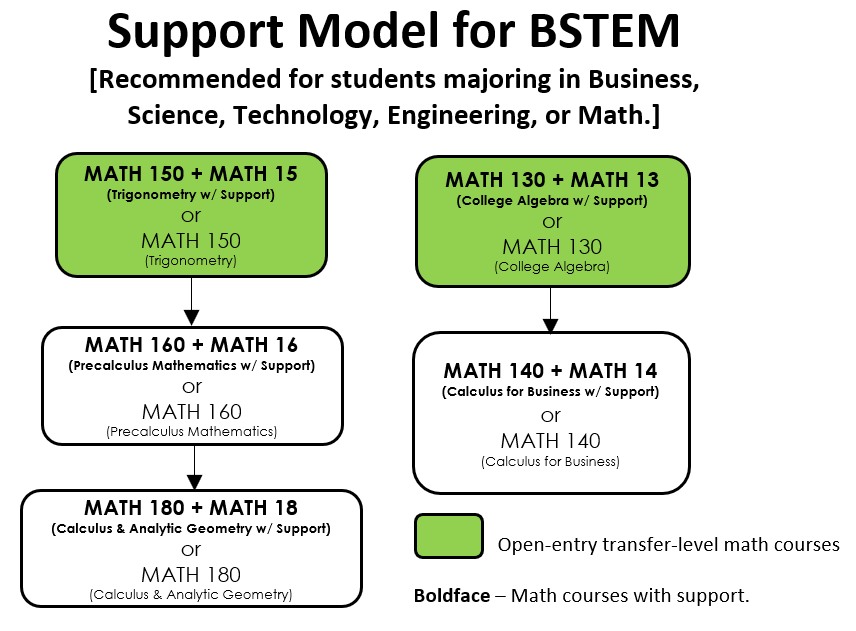 Support Model for BSTEM
[Recommended for students majoring in Business,
Science, Technology, Engineering, or Math.]
MATH 150 + MATH 15
(Trigonometry w/ Support)
or
MATH 150
(Trigonometry)
MATH 160 + MATH 16
(Precalculus Mathematics w/ Support)
or
MATH 160
(Precalculus Mathematics)
MATH 180 + MATH 18
(Calculus & Analytic Geometry w/ Support)
or
MATH 180
(Calculus & Analytic Geometry)
MATH 130 + MATH 13
(College Algebra w/ Support)
or
MATH 130
(College Algebra)
MATH 140 + MATH 14
(Calculus for Business w/ Support)
or
MATH 140
(Calculus for Business)
Open-entry transfer-level math courses
Boldface – Math courses with support.